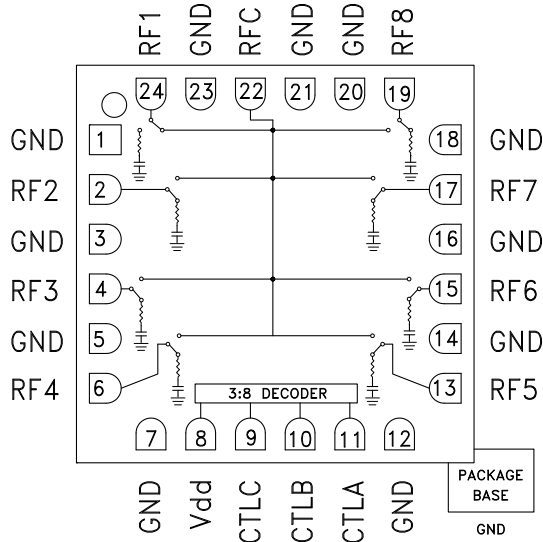 RF1 GND RFC GND GND RF8
24 23 22 21 20 19
GND 1 18 GND
RF2 2 17 RF7
GND 3 16 GND
RF3 4 15 RF6
GND 5 14 GND
RF4 6 13 RF5
3:8 DECODER
7 8 9 10 11 12
GND Vdd CTLC CTLB CTLA GND
PACKAGE
BASE
GND